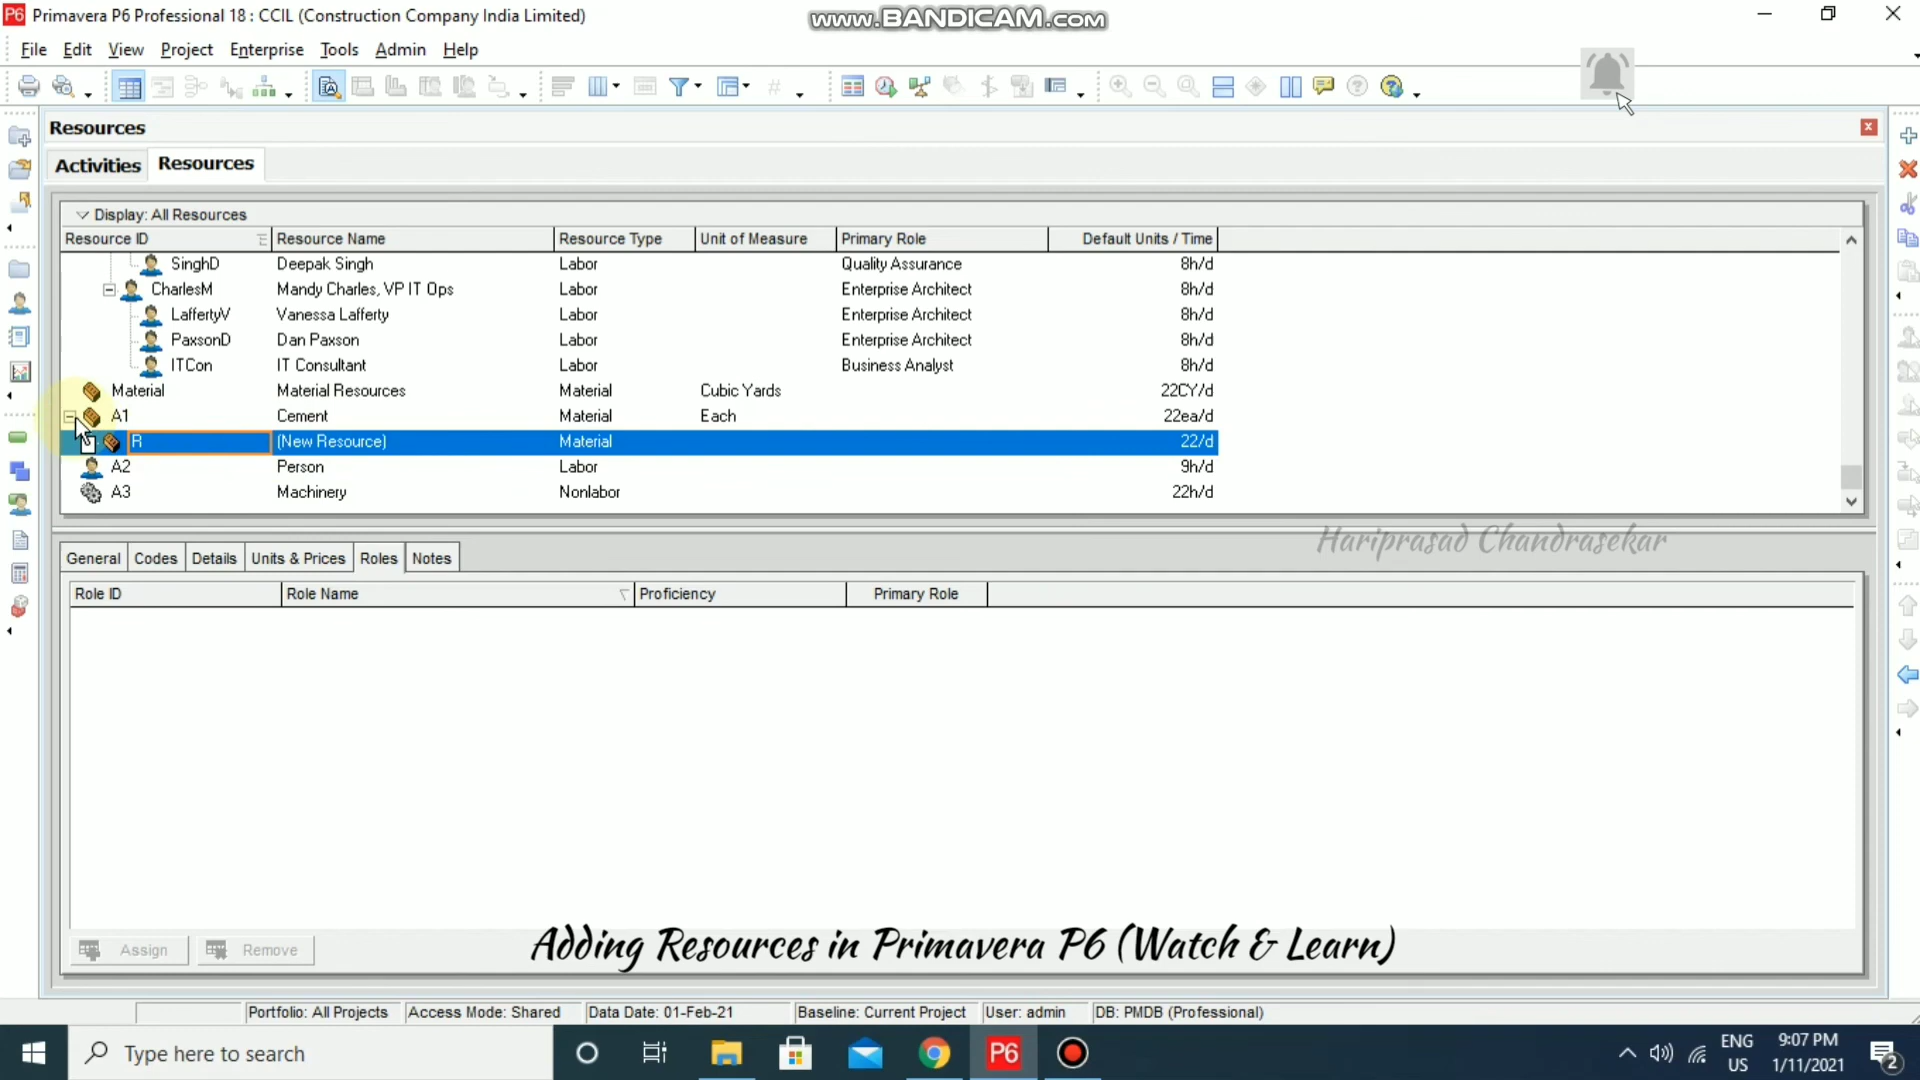 P6 Primavera P6 Professional 18 : CCIL (Construction Company India Limited)
www.BANDICAM.com
File Edit View Project Enterprise Tools Admin Help
Resources
Activities Resources
Display: All Resources
Resource ID Resource Name Resource Type Unit of Measure Primary Role Default Units / Time
SinghD Deepak Singh Labor Quality Assurance 8h/d
CharlesM Mandy Charles, VP IT Ops Labor Enterprise Architect 8h/d
LaffertyV Vanessa Lafferty Labor Enterprise Architect 8h/d
PaxsonD Dan Paxson Labor Enterprise Architect 8h/d
ITCon IT Consultant Labor Business Analyst 8h/d
Material Material Resources Material Cubic Yards 22CY/d
A1 Cement Material Each 22ea/d
R (New Resource) Material 22/d
A2 Person Labor 9h/d
A3 Machinery Nonlabor 22h/d
Hariprasad Chandrasekar
General Codes Details Units & Prices Roles Notes
Role ID Role Name Proficiency Primary Role
Assign Remove
Adding Resources in Primavera P6 (Watch & Learn)
Portfolio: All Projects Access Mode: Shared Data Date: 01-Feb-21 Baseline: Current Project User: admin DB: PMDB (Professional)
Type here to search
P6
ENG
US
9:07 PM
1/11/2021
2